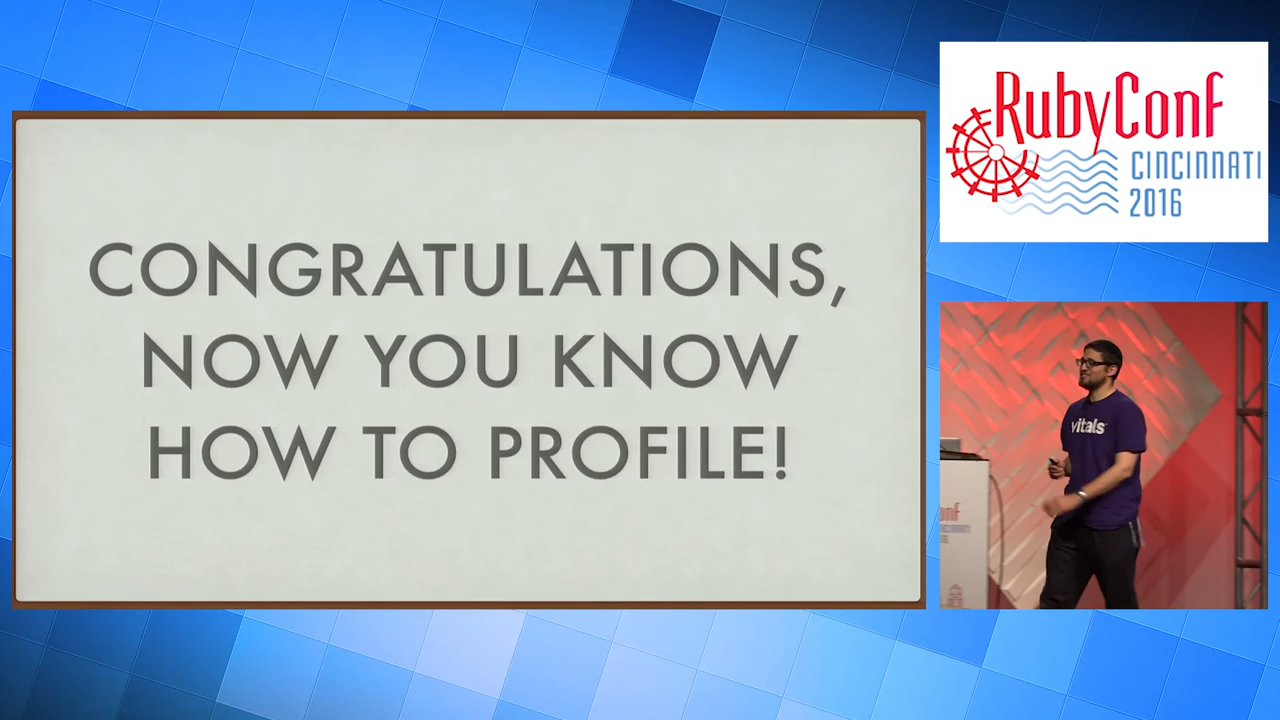 CONGRATULATIONS,
NOW YOU KNOW
HOW TO PROFILE!
RubyConf
CINCINNATI
2016
vitals